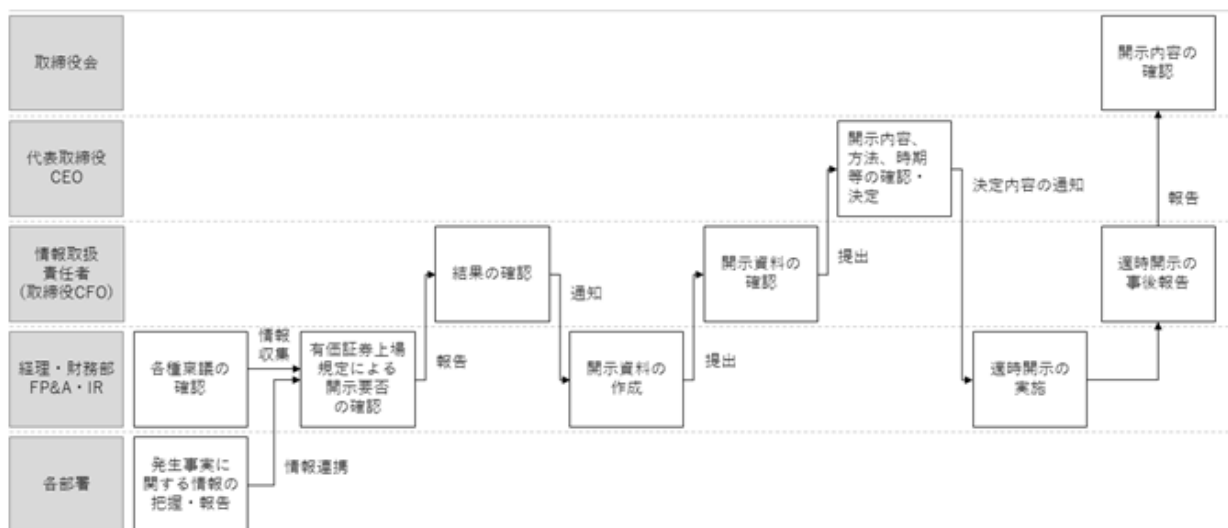 取締役会
開示内容の
確認
代表取締役
CEO
開示内容、
方法、時期
等の確認・
決定
決定内容の通知
報告
情報取扱
責任者
(取締役CFO)
結果の確認
通知
開示資料の
確認
提出
適時開示の
事後報告
経理・財務部
FP&A・IR
各種稟議の
確認
情報
収集
有価証券上場
規定による
開示要否
の確認
報告
開示資料の
作成
提出
適時開示の
実施
各部署
発生事実に
関する情報の
把握・報告
情報連携